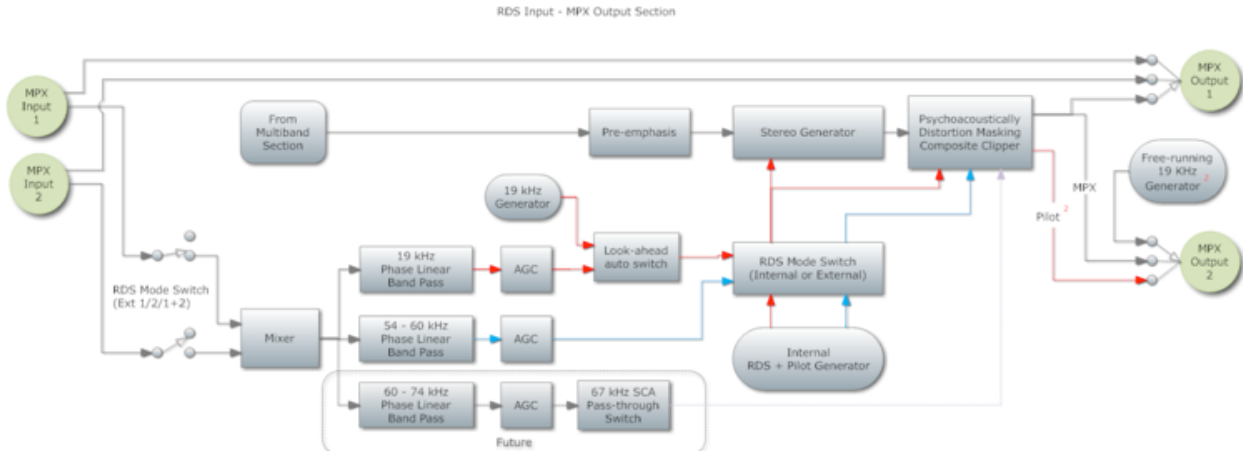 RDS Input - MPX Output Section
MPX
Input
1
MPX
Input
2
MPX
Output
1
From
Multiband
Section
Pre-emphasis
Stereo Generator
Psychoacoustically
Distortion Masking
Composite Clipper
Free-running
19 KHz
Generator 2
MPX
Pilot 2
MPX
Output
2
19 kHz
Generator
Look-ahead
auto switch
RDS Mode Switch
(Internal or External)
19 kHz
Phase Linear
Band Pass
AGC
RDS Mode Switch
(Ext 1/2/1+2)
Mixer
54 - 60 kHz
Phase Linear
Band Pass
AGC
Internal
RDS + Pilot Generator
60 - 74 kHz
Phase Linear
Band Pass
AGC
67 kHz SCA
Pass-through
Switch
Future